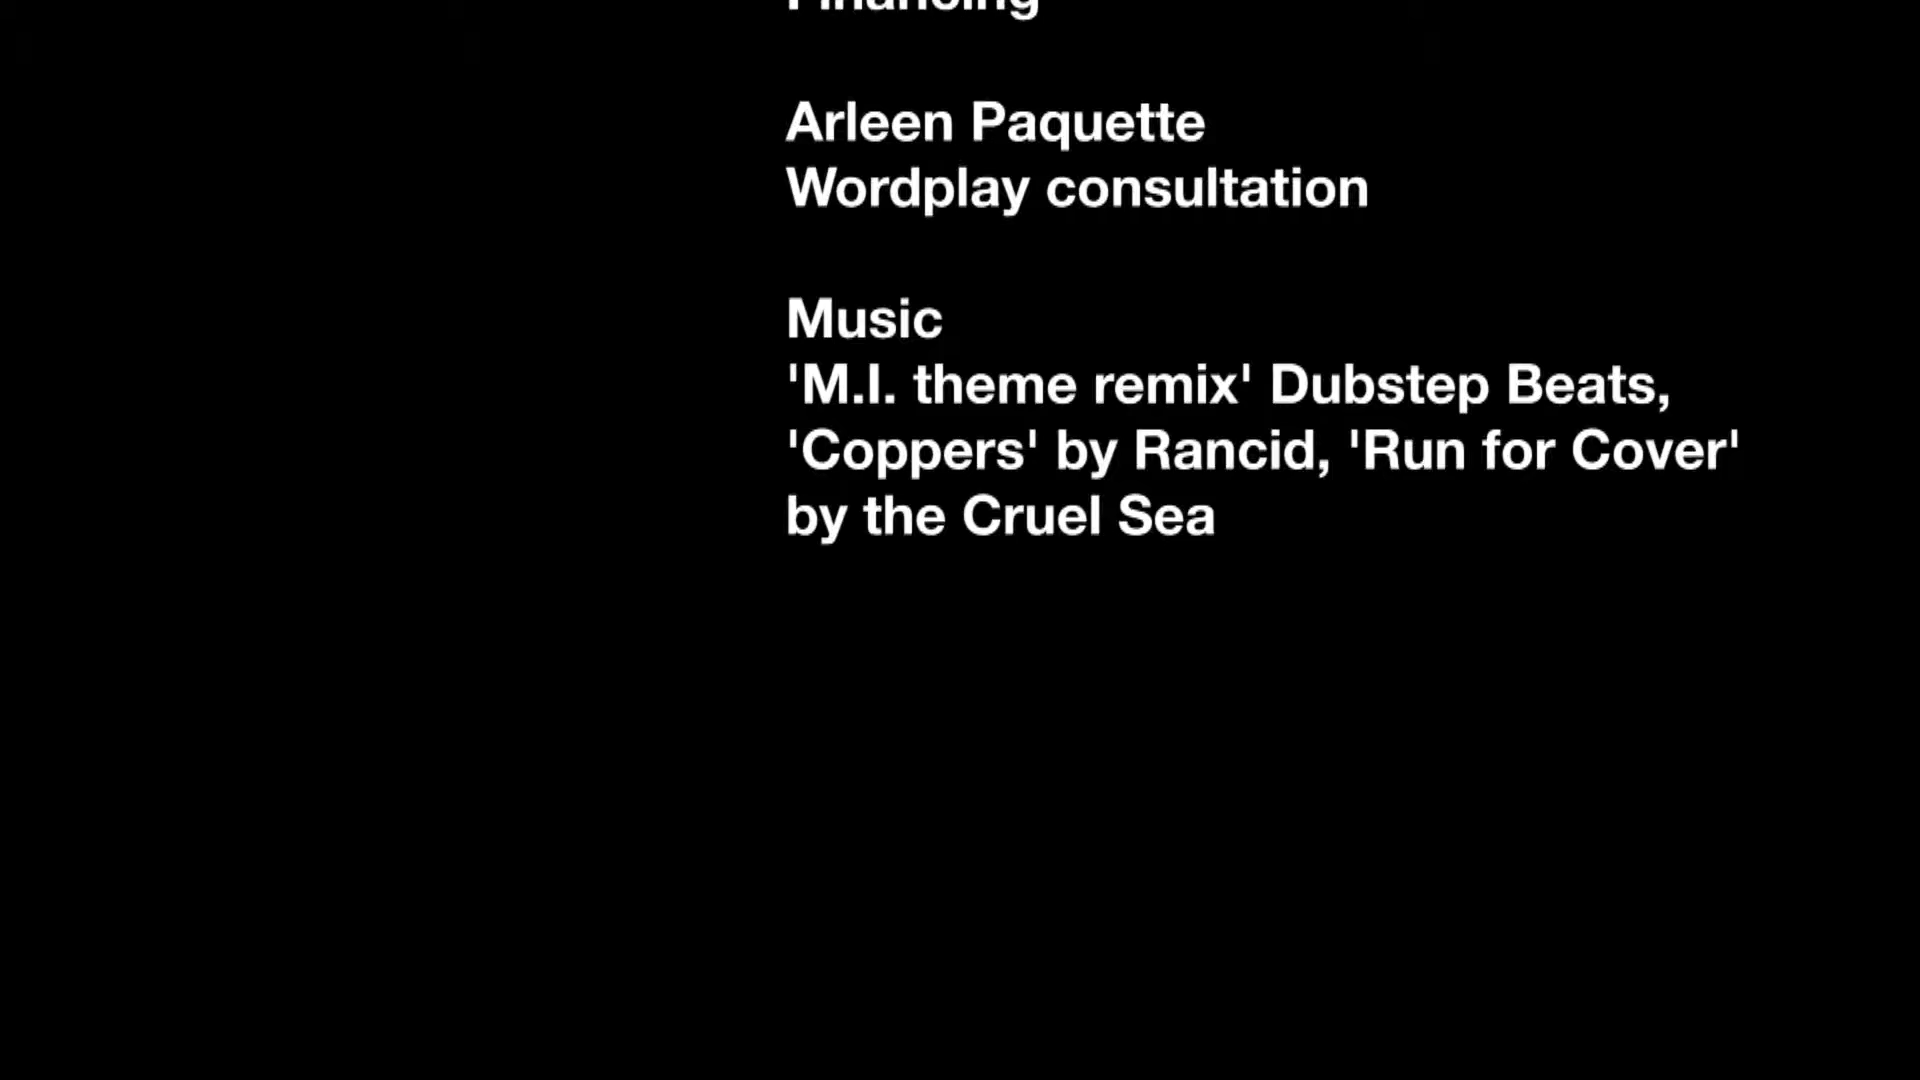 Financing
Arleen Paquette
Wordplay consultation
Music
'M.I. theme remix' Dubstep Beats,
'Coppers' by Rancid, 'Run for Cover'
by the Cruel Sea